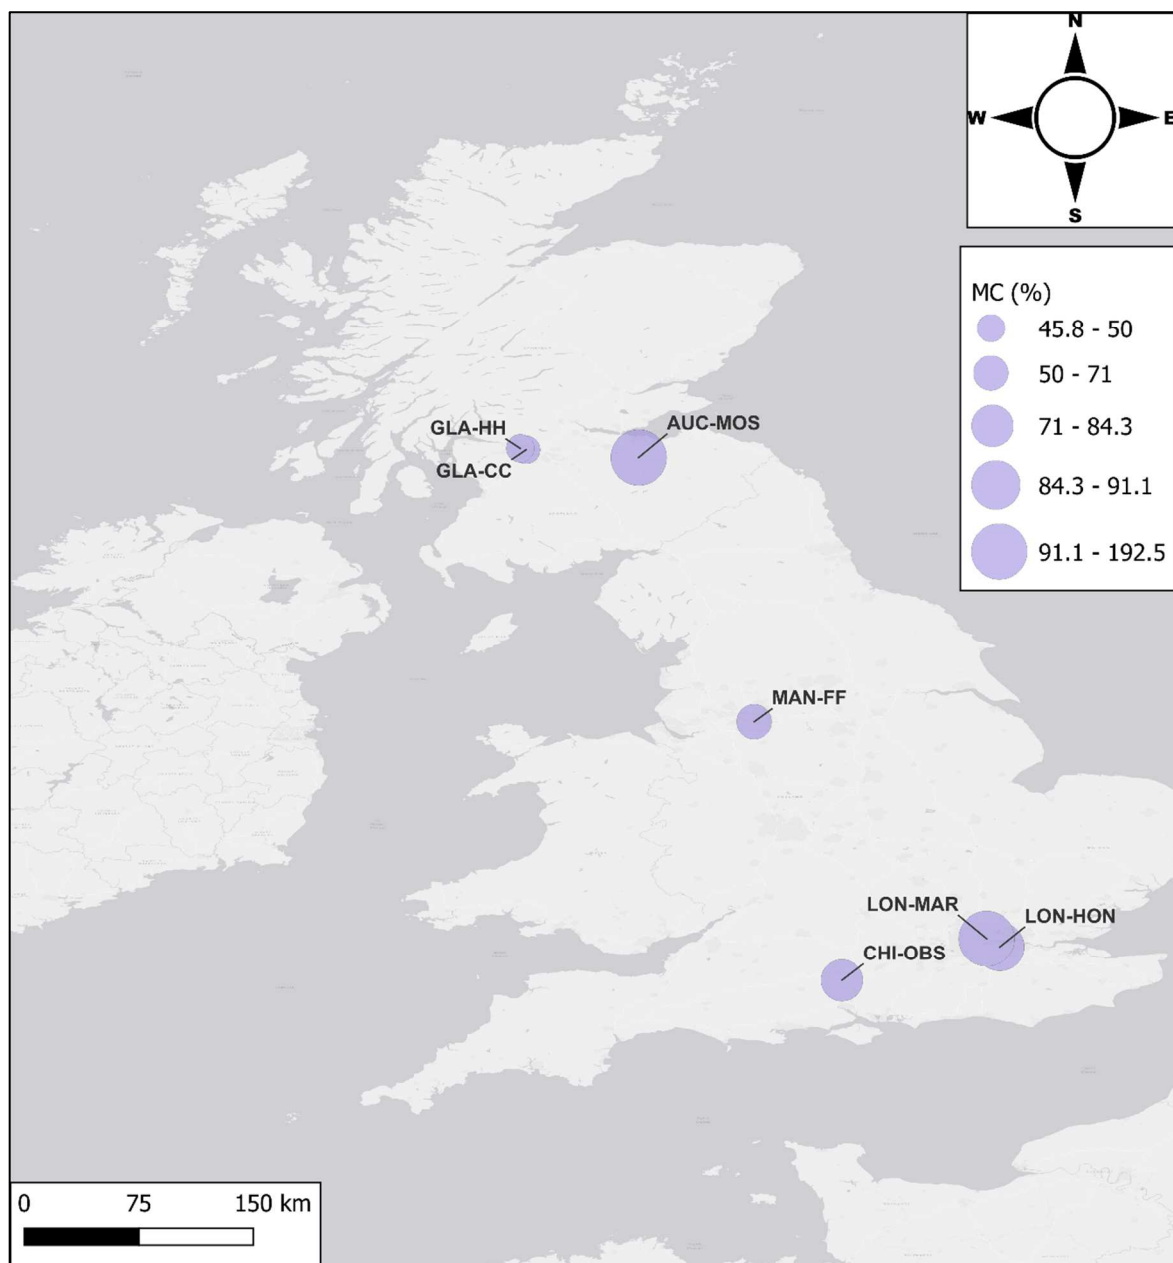 N
W
E
S
MC (%)
45.8 - 50
50 - 71
71 - 84.3
84.3 - 91.1
91.1 - 192.5
GLA-HH
AUC-MOS
GLA-CC
MAN-FF
LON-MAR
LON-HON
CHI-OBS
0 75 150 km